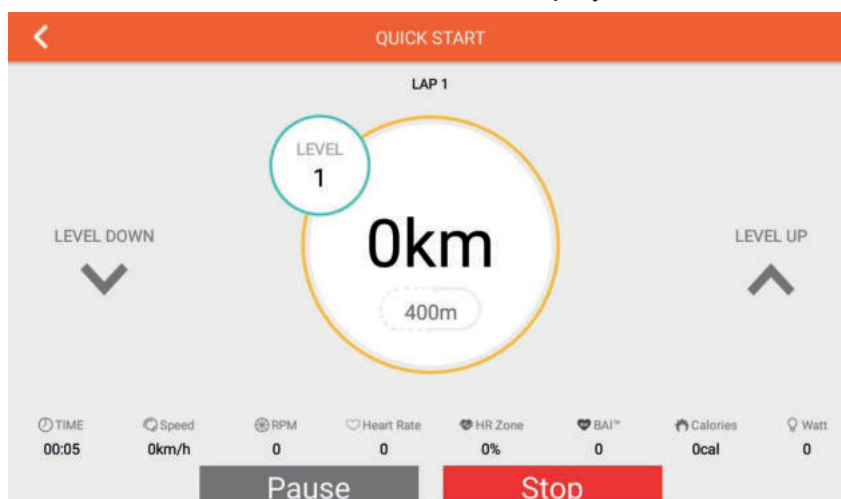 QUICK START
LAP 1
LEVEL
1
LEVEL DOWN
0km
LEVEL UP
400m
TIME Speed RPM Heart Rate HR Zone BAI™ Calories Watt
00:05 0km/h 0 0 0% 0 0cal 0
Pause Stop